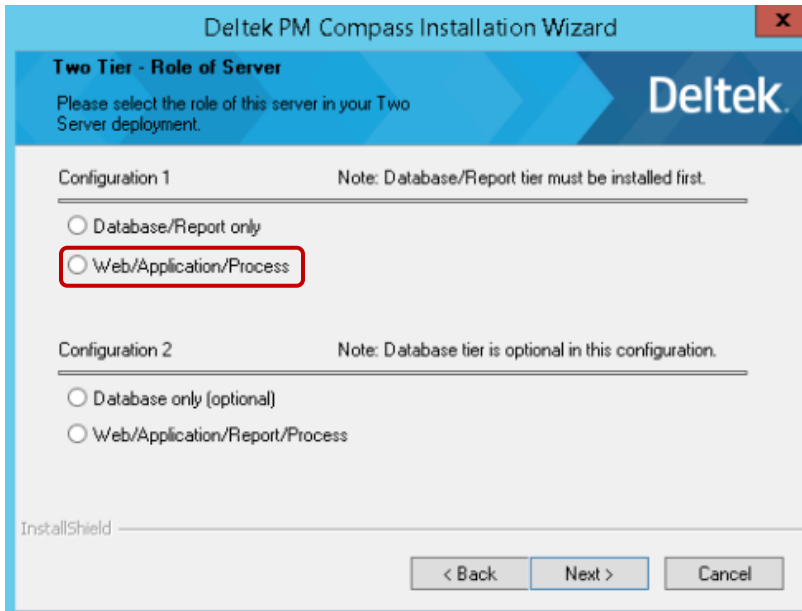 Deltek PM Compass Installation Wizard
x
Two Tier - Role of Server
Please select the role of this server in your Two
Server deployment.
Deltek.
Configuration 1 Note: Database/Report tier must be installed first.
Database/Report only
Web/Application/Process
Configuration 2 Note: Database tier is optional in this configuration.
Database only (optional)
Web/Application/Report/Process
InstallShield
< Back Next > Cancel